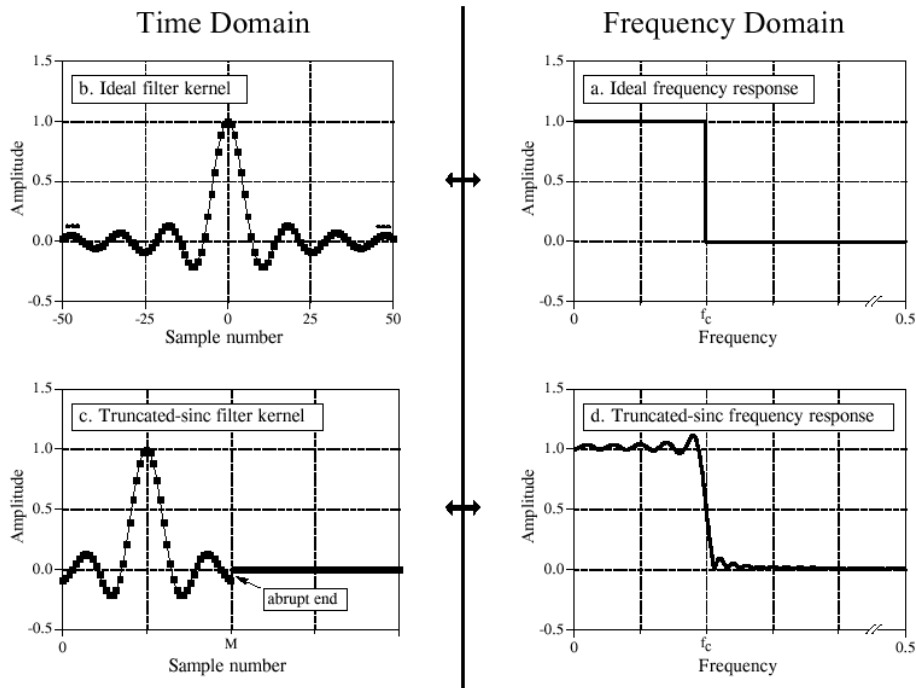 Time Domain
Frequency Domain
1.5
1.0
0.5
0.0
-0.5
Amplitude
b. Ideal filter kernel
-50
-25
0
25
50
Sample number
1.5
1.0
0.5
0.0
-0.5
Amplitude
a. Ideal frequency response
0
fc
0.5
Frequency
1.5
1.0
0.5
0.0
-0.5
Amplitude
c. Truncated-sinc filter kernel
abrupt end
0
M
Sample number
1.5
1.0
0.5
0.0
-0.5
Amplitude
d. Truncated-sinc frequency response
0
fc
0.5
Frequency